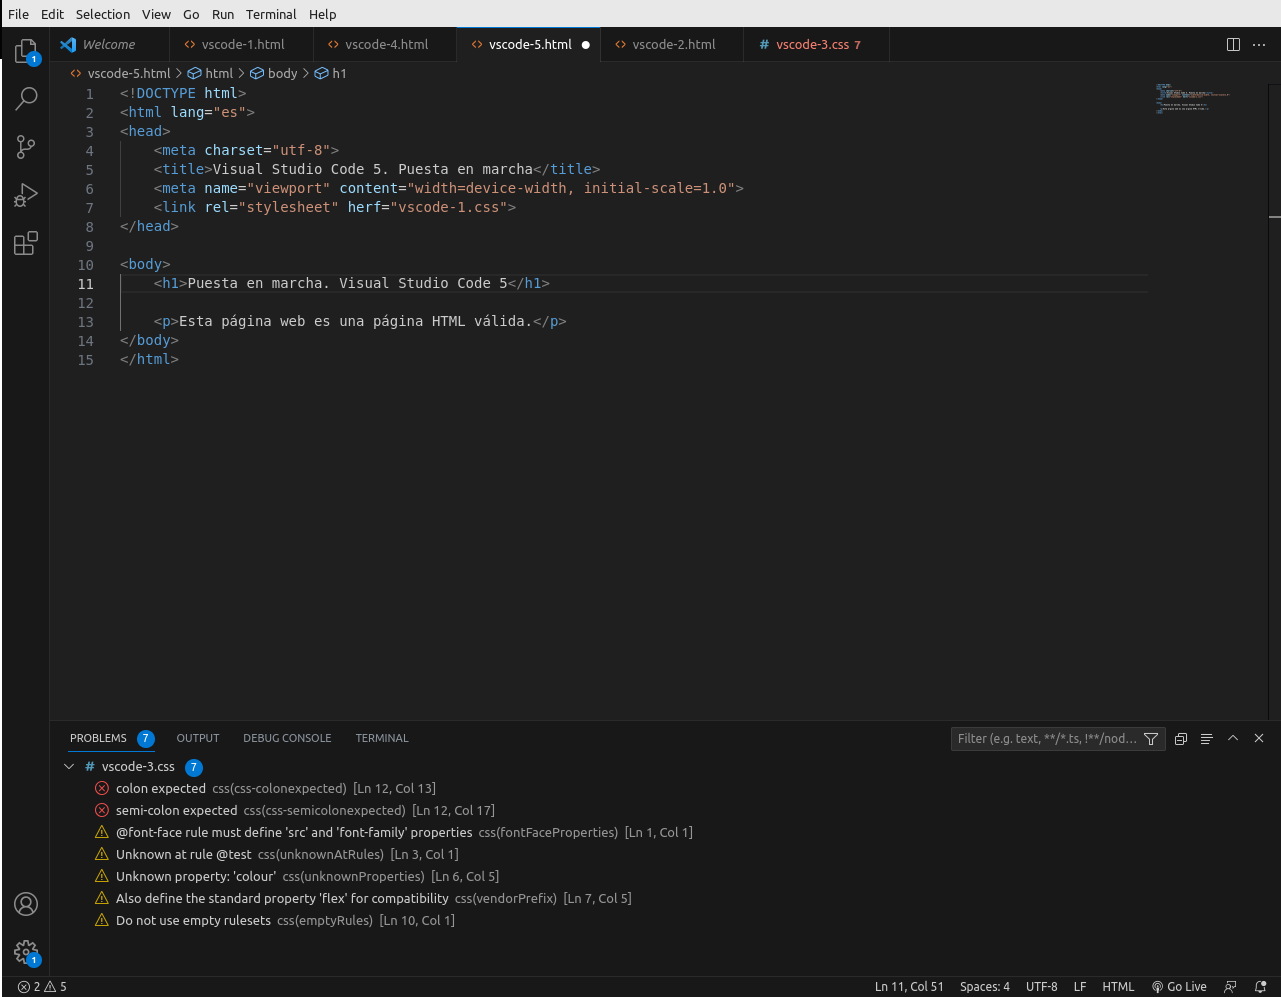 File Edit Selection View Go Run Terminal Help
Welcome vscode-1.html vscode-4.html vscode-5.html vscode-2.html # vscode-3.css 7
1
vscode-5.html > html > body > h1
1 <!DOCTYPE html>
2 <html lang="es">
3 <head>
4 <meta charset="utf-8">
5 <title>Visual Studio Code 5. Puesta en marcha</title>
6 <meta name="viewport" content="width=device-width, initial-scale=1.0">
7 <link rel="stylesheet" herf="vscode-1.css">
8 </head>
9
10 <body>
11 <h1>Puesta en marcha. Visual Studio Code 5</h1>
12
13 <p>Esta página web es una página HTML válida.</p>
14 </body>
15 </html>
PROBLEMS 7 OUTPUT DEBUG CONSOLE TERMINAL Filter (e.g. text, **/*.ts, !**/nod...
# vscode-3.css 7
colon expected css(css-colonexpected) [Ln 12, Col 13]
semi-colon expected css(css-semicolonexpected) [Ln 12, Col 17]
@font-face rule must define 'src' and 'font-family' properties css(fontFaceProperties) [Ln 1, Col 1]
Unknown at rule @test css(unknownAtRules) [Ln 3, Col 1]
Unknown property: 'colour' css(unknownProperties) [Ln 6, Col 5]
Also define the standard property 'flex' for compatibility css(vendorPrefix) [Ln 7, Col 5]
Do not use empty rulesets css(emptyRules) [Ln 10, Col 1]
1
2 5 Ln 11, Col 51 Spaces: 4 UTF-8 LF HTML Go Live